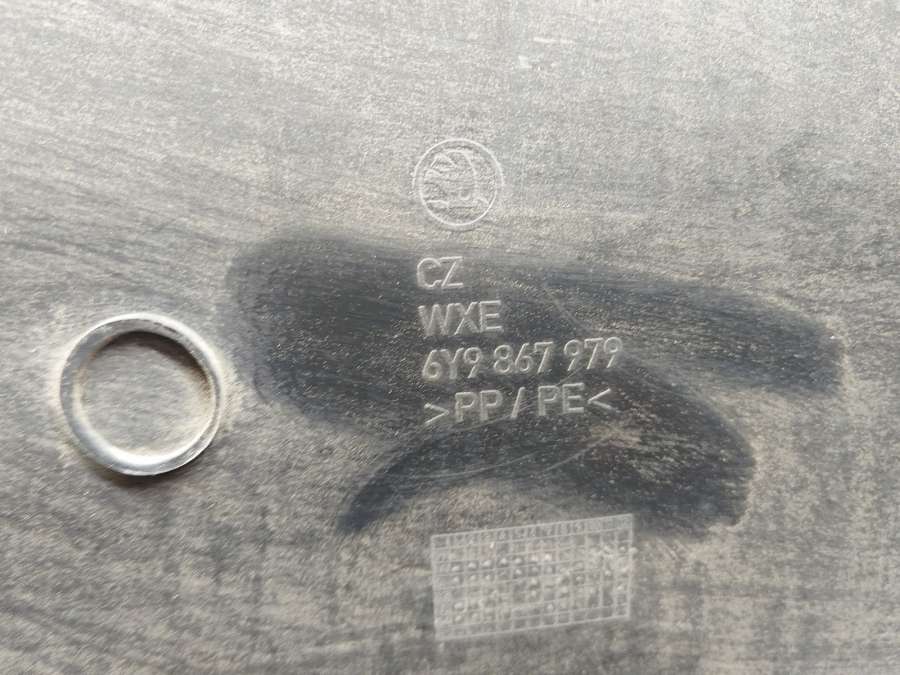 CZ
WXE
6Y9 867 979
>PP / PE<